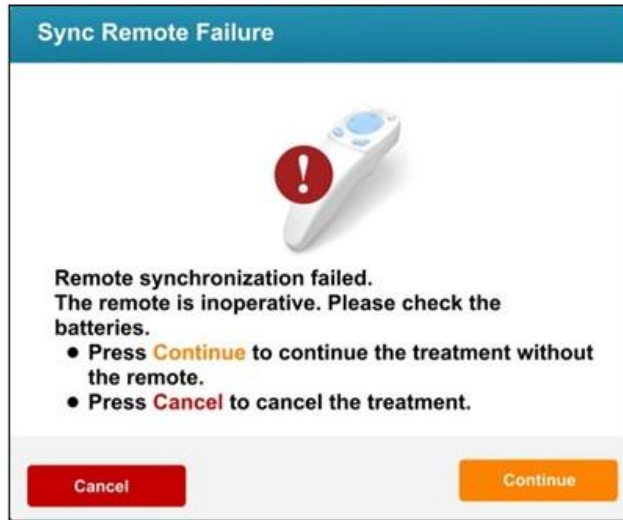 Sync Remote Failure
!
Remote synchronization failed.
The remote is inoperative. Please check the
batteries.
● Press Continue to continue the treatment without
the remote.
● Press Cancel to cancel the treatment.
Cancel
Continue